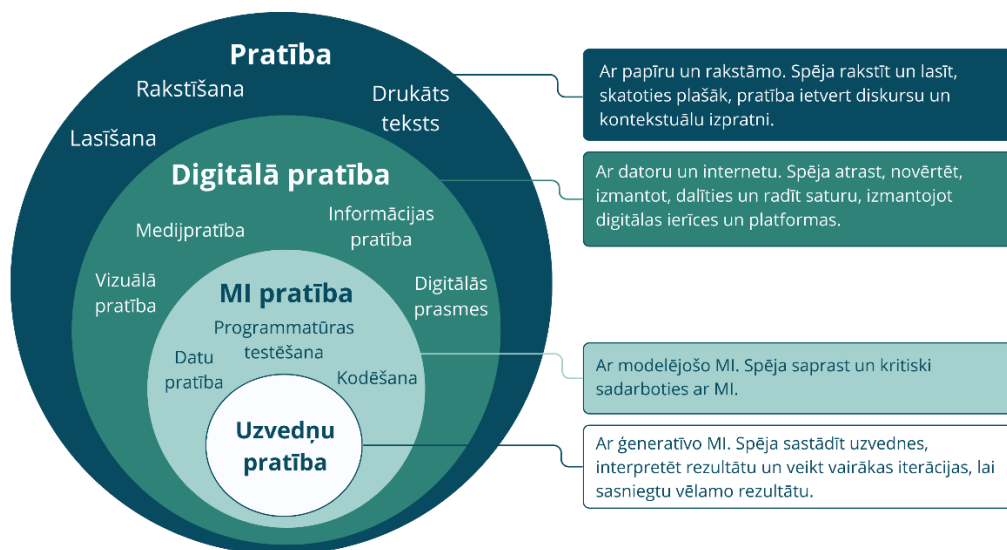 Pratība
Rakstīšana
Drukāts
teksts
Lasīšana
Digitālā pratība
Medijpratība
Informācijas
pratība
Vizuālā
pratība
Digitālās
prasmes
MI pratība
Programmatūras
testēšana
Datu
pratība
Kodēšana
Uzvedņu
pratība
Ar papīru un rakstāmo. Spēja rakstīt un lasīt,
skatoties plašāk, pratība ietvert diskursu un
kontekstuālu izpratni.
Ar datoru un internetu. Spēja atrast, novērtēt,
izmantot, dalīties un radīt saturu, izmantojot
digitālas ierīces un platformas.
Ar modelējošo MI. Spēja saprast un kritiski
sadarboties ar MI.
Ar ģeneratīvo MI. Spēja sastādīt uzvednes,
interpretēt rezultātu un veikt vairākas iterācijas, lai
sasniegtu vēlamo rezultātu.